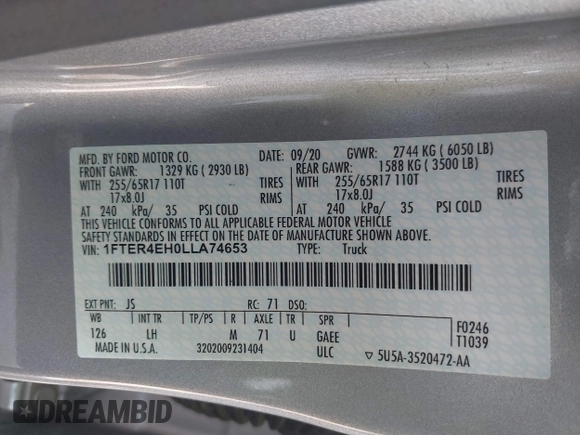 MFD. BY FORD MOTOR CO. DATE: 09/20 GVWR: 2744 KG ( 6050 LB)
FRONT GAWR: 1329 KG ( 2930 LB) REAR GAWR: 1588 KG ( 3500 LB)
WITH 255/65R17 110T TIRES WITH 255/65R17 110T TIRES
17x8.0J RIMS 17x8.0J RIMS
AT 240 kPa/ 35 PSI COLD AT 240 kPa/ 35 PSI COLD
THIS VEHICLE CONFORMS TO ALL APPLICABLE FEDERAL MOTOR VEHICLE
SAFETY STANDARDS IN EFFECT ON THE DATE OF MANUFACTURE SHOWN ABOVE.
VIN: 1FTER4EH0LLA74653 TYPE: Truck
EXT PNT: JS RC: 71 DSO:
WB INT TR TP/PS R AXLE TR SPR F0246
126 LH M 71 U GAEE T1039
MADE IN U.S.A. 3202009231404 ULC ▽ 5U5A-3520472-AA
DREAMBID